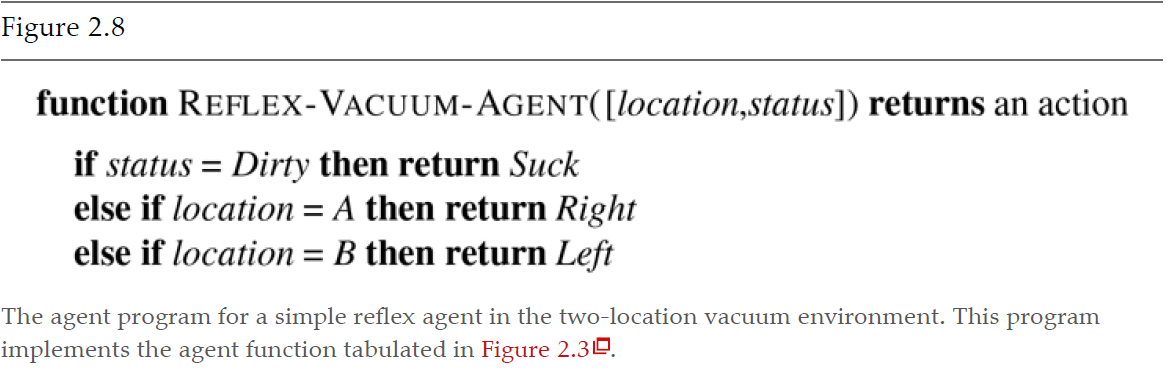 Figure 2.8
function REFLEX-VACUUM-AGENT([location,status]) returns an action
if status = Dirty then return Suck
else if location = A then return Right
else if location = B then return Left
The agent program for a simple reflex agent in the two-location vacuum environment. This program
implements the agent function tabulated in Figure 2.3.